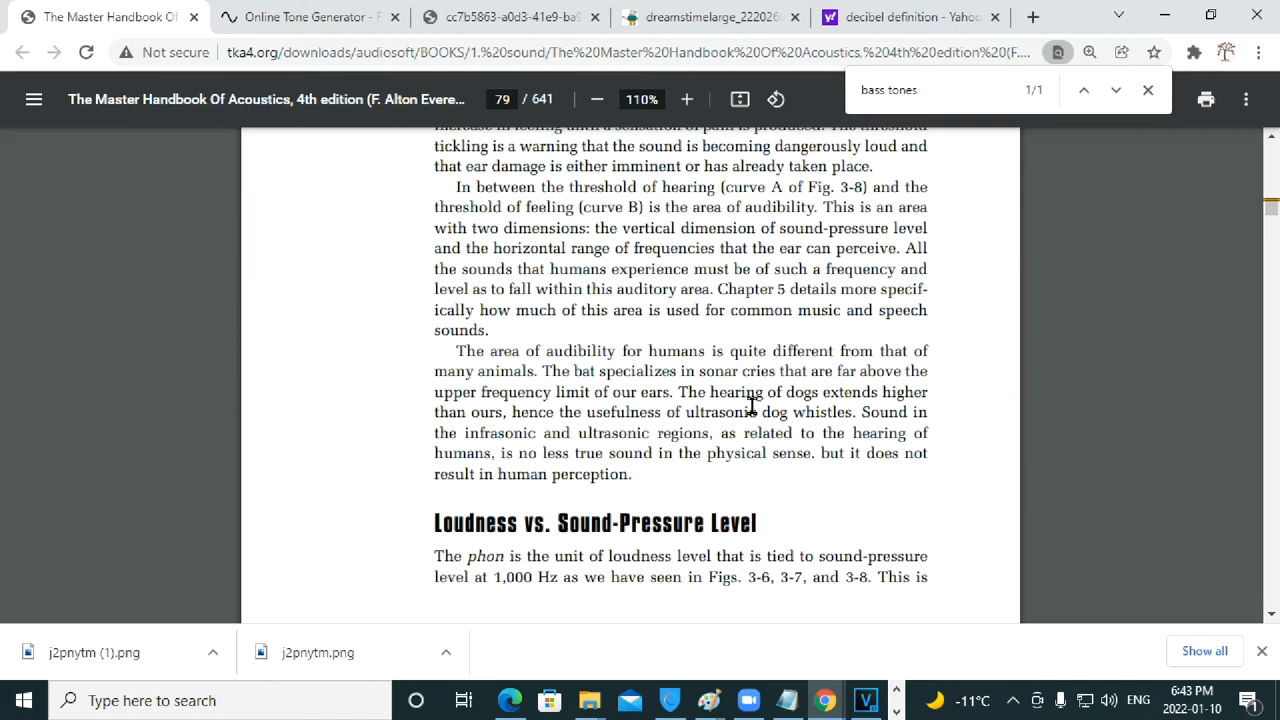 The Master Handbook Of
Online Tone Generator - F
cc7b5863-a0d3-41e9-b
dreamstimelarge_222026
decibel definition - Yahoo
Not secure
tka4.org/downloads/audiosoft/BOOKS/1.%20sound/The%20Master%20Handbook%20Of%20Acoustics,%204th%20edition%20(F....
The Master Handbook Of Acoustics, 4th edition (F. Alton Evere...
79 / 641
110%
bass tones
1/1
increase in feeling until a sensation of pain is produced. The threshold
tickling is a warning that the sound is becoming dangerously loud and
that ear damage is either imminent or has already taken place.
In between the threshold of hearing (curve A of Fig. 3-8) and the
threshold of feeling (curve B) is the area of audibility. This is an area
with two dimensions: the vertical dimension of sound-pressure level
and the horizontal range of frequencies that the ear can perceive. All
the sounds that humans experience must be of such a frequency and
level as to fall within this auditory area. Chapter 5 details more specif-
ically how much of this area is used for common music and speech
sounds.
The area of audibility for humans is quite different from that of
many animals. The bat specializes in sonar cries that are far above the
upper frequency limit of our ears. The hearing of dogs extends higher
than ours, hence the usefulness of ultrasonic dog whistles. Sound in
the infrasonic and ultrasonic regions, as related to the hearing of
humans, is no less true sound in the physical sense, but it does not
result in human perception.
Loudness vs. Sound-Pressure Level
The phon is the unit of loudness level that is tied to sound-pressure
level at 1,000 Hz as we have seen in Figs. 3-6, 3-7, and 3-8. This is
j2pnytm (1).png
j2pnytm.png
Show all
Type here to search
-11°C
ENG
6:43 PM
2022-01-10
1